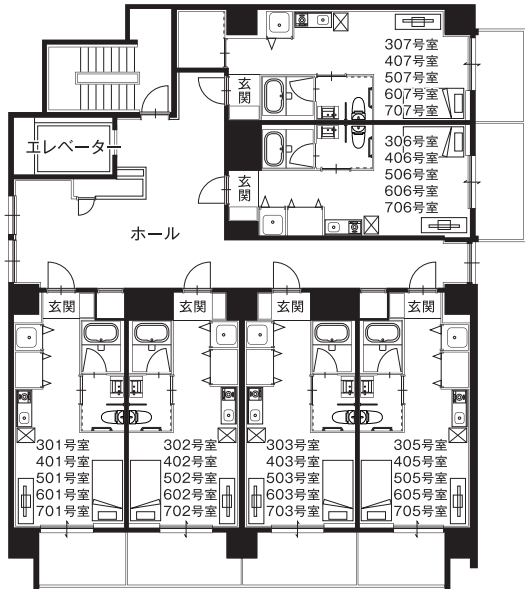 307号室
407号室
507号室
607号室
707号室
玄関
エレベータ
306号室
406号室
506号室
606号室
706号室
玄関
ホール
玄関
玄関
玄関
玄関
301号室
401号室
501号室
601号室
701号室
302号室
402号室
502号室
602号室
702号室
303号室
403号室
503号室
603号室
703号室
305号室
405号室
505号室
605号室
705号室